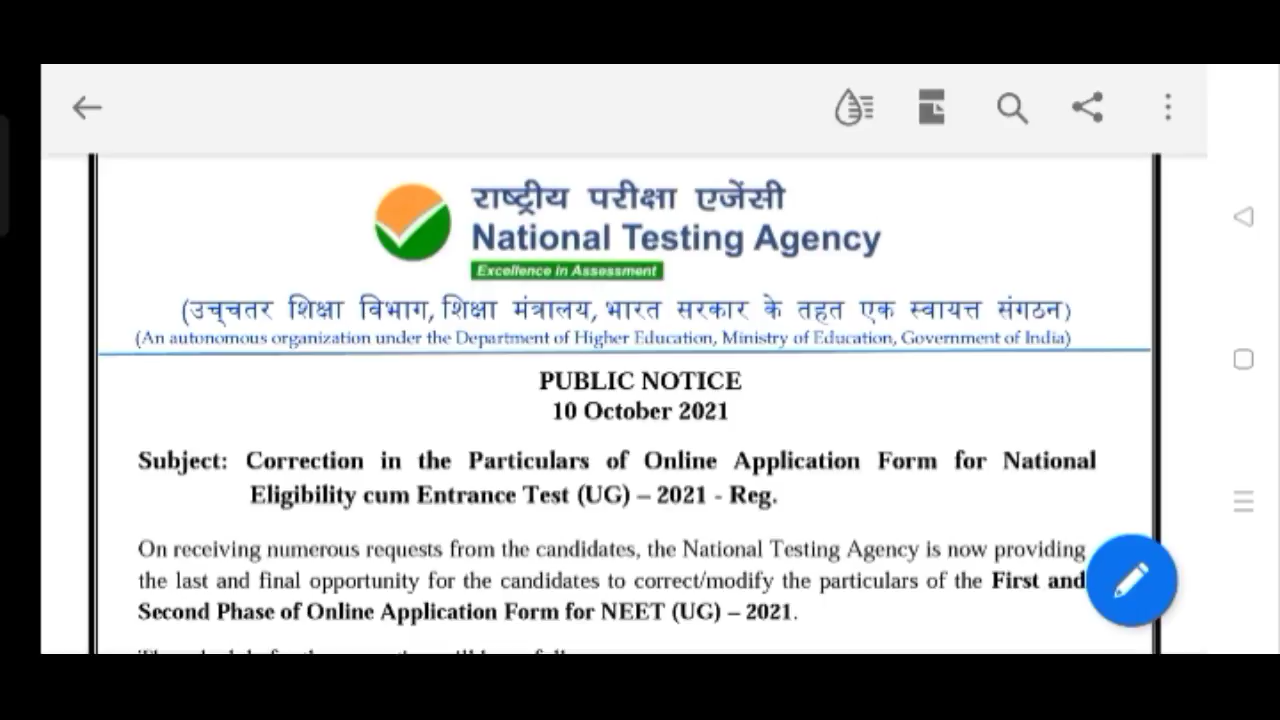 राष्ट्रीय परीक्षा एजेंसी
National Testing Agency
Excellence in Assessment
(उच्चतर शिक्षा विभाग, शिक्षा मंत्रालय, भारत सरकार के तहत एक स्वायत्त संगठन)
(An autonomous organization under the Department of Higher Education, Ministry of Education, Government of India)
PUBLIC NOTICE
10 October 2021
Subject: Correction in the Particulars of Online Application Form for National
Eligibility cum Entrance Test (UG) – 2021 - Reg.
On receiving numerous requests from the candidates, the National Testing Agency is now providing
the last and final opportunity for the candidates to correct/modify the particulars of the First and
Second Phase of Online Application Form for NEET (UG) – 2021.